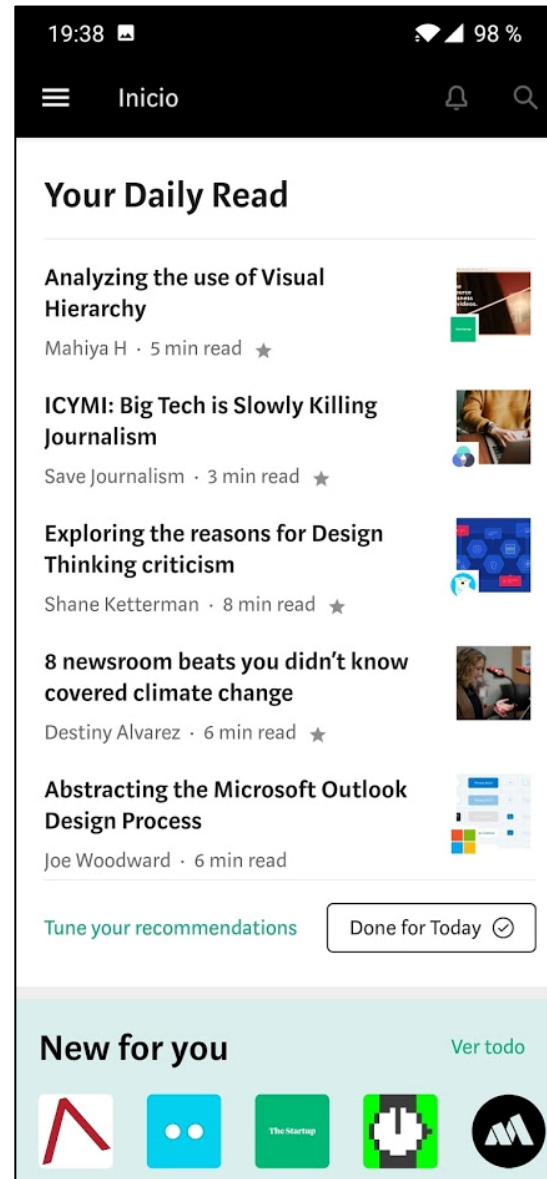 19:38
98 %
Inicio
Your Daily Read
Analyzing the use of Visual
Hierarchy
Mahiya H · 5 min read
ICYMI: Big Tech is Slowly Killing
Journalism
Save Journalism · 3 min read
Exploring the reasons for Design
Thinking criticism
Shane Ketterman · 8 min read
8 newsroom beats you didn’t know
covered climate change
Destiny Alvarez · 6 min read
Abstracting the Microsoft Outlook
Design Process
Joe Woodward · 6 min read
Tune your recommendations
Done for Today
New for you
Ver todo
The Startup